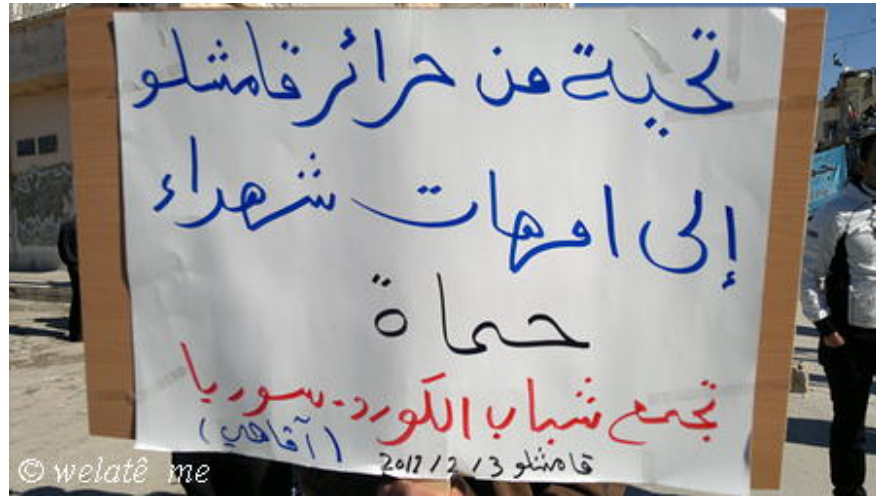 تحية من حرائر قامشلو
إلى امهات شهداء
حماة
تجمع شباب الكورد - سوريا
(آفاهي)
قامشلو 3 / 2 / 2012
© welatê me